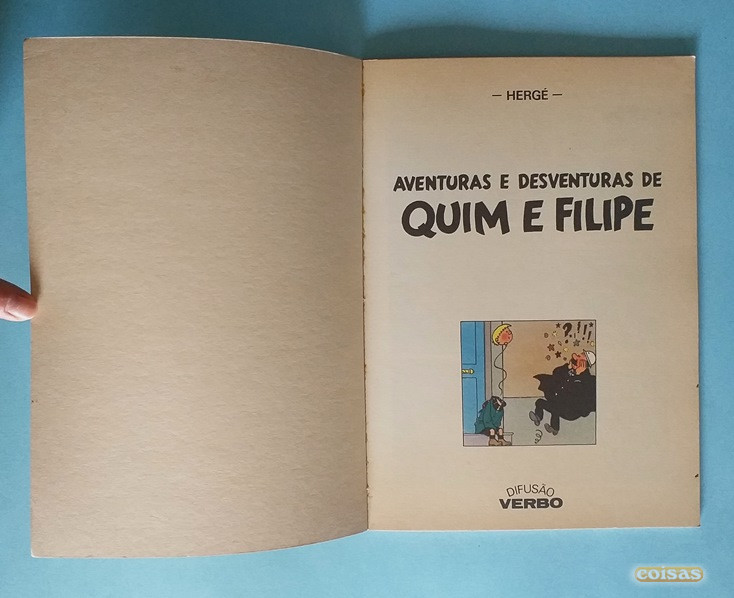 — HERGÉ —
AVENTURAS E DESVENTURAS DE
QUIM E FILIPE
?.!!!
DIFUSÃO
VERBO
coisas